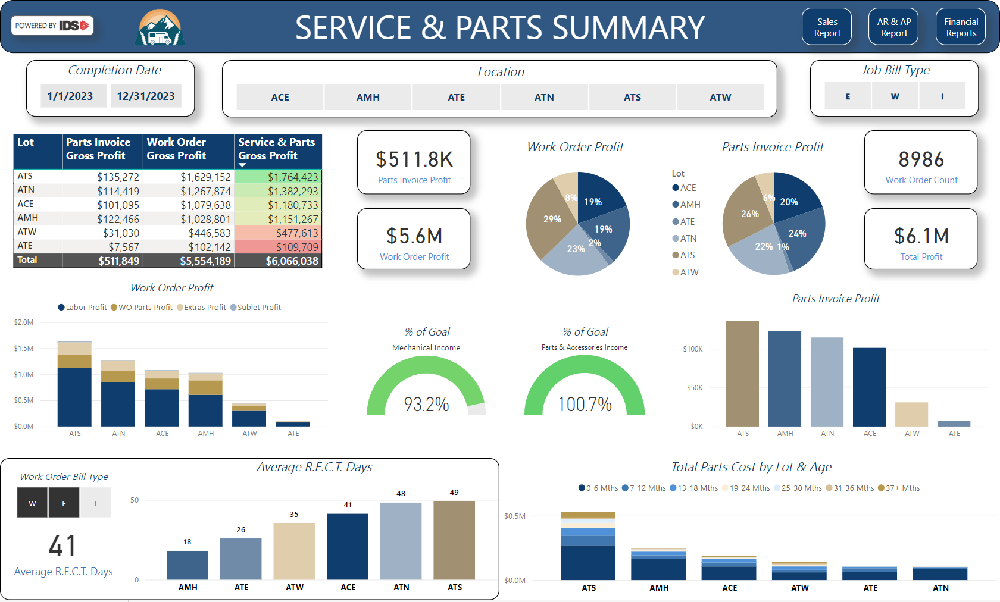 POWERED BY IDS
SERVICE & PARTS SUMMARY
Sales
Report
AR & AP
Report
Financial
Reports
Completion Date
1/1/2023 12/31/2023
Location
ACE AMH ATE ATN ATS ATW
Job Bill Type
E W I
Lot Parts Invoice Gross Profit Work Order Gross Profit Service & Parts Gross Profit
ATS $135,272 $1,629,152 $1,764,423
ATN $114,419 $1,267,874 $1,382,293
ACE $101,095 $1,079,638 $1,180,733
AMH $122,466 $1,028,801 $1,151,267
ATW $31,030 $446,583 $477,613
ATE $7,567 $102,142 $109,709
Total $511,849 $5,554,189 $6,066,038
$511.8K
Parts Invoice Profit
$5.6M
Work Order Profit
Work Order Profit
19%
19%
2%
23%
29%
8%
Lot
ACE
AMH
ATE
ATN
ATS
ATW
Parts Invoice Profit
20%
24%
1%
22%
26%
6%
8986
Work Order Count
$6.1M
Total Profit
Work Order Profit
Labor Profit WO Parts Profit Extras Profit Sublet Profit
$2.0M
$1.5M
$1.0M
$0.5M
$0.0M
ATS ATN ACE AMH ATW ATE
% of Goal
Mechanical Income
93.2%
% of Goal
Parts & Accessories Income
100.7%
Parts Invoice Profit
$100K
$50K
$0K
ATS AMH ATN ACE ATW ATE
Work Order Bill Type
W E I
41
Average R.E.C.T. Days
Average R.E.C.T. Days
50
0
18 26 35 41 48 49
AMH ATE ATW ACE ATN ATS
Total Parts Cost by Lot & Age
0-6 Mths 7-12 Mths 13-18 Mths 19-24 Mths 25-30 Mths 31-36 Mths 37+ Mths
$0.5M
$0.0M
ATS AMH ACE ATW ATE ATN